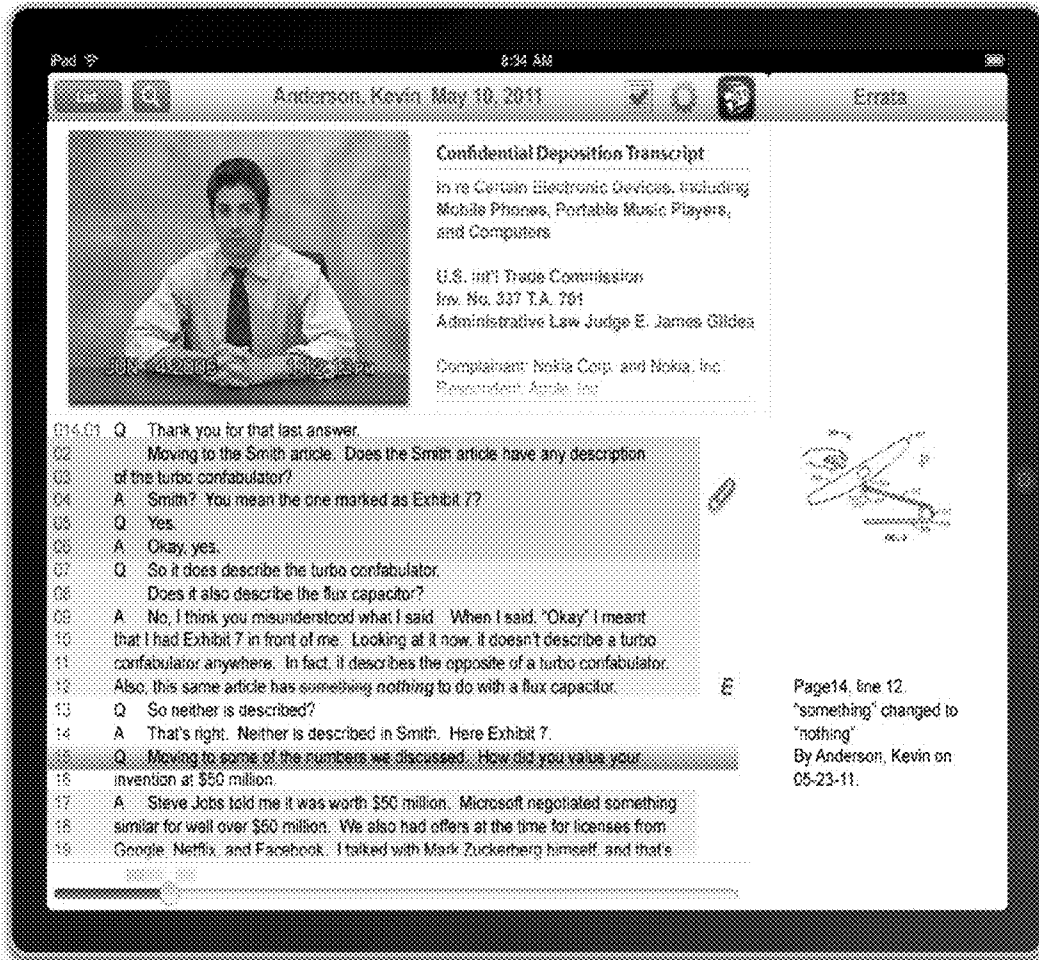 iPad 8:34 AM
Anderson, Kevin May 10, 2011 Errata
Confidential Deposition Transcript
In re Certain Electronic Devices, Including
Mobile Phones, Portable Music Players,
and Computers
U.S. Int'l Trade Commission
Inv. No. 337 T.A. 701
Administrative Law Judge E. James Gildea
Complainant: Nokia Corp. and Nokia, Inc.
Respondent: Apple, Inc.
014:01 Q Thank you for that last answer.
02 Moving to the Smith article. Does the Smith article have any description
03 of the turbo confabulator?
04 A Smith? You mean the one marked as Exhibit 7?
05 Q Yes.
06 A Okay, yes.
07 Q So it does describe the turbo confabulator.
08 Does it also describe the flux capacitor?
09 A No, I think you misunderstood what I said. When I said, "Okay" I meant
10 that I had Exhibit 7 in front of me. Looking at it now, it doesn't describe a turbo
11 confabulator anywhere. In fact, it describes the opposite of a turbo confabulator.
12 Also, this same article has something nothing to do with a flux capacitor. E
13 Q So neither is described?
14 A That's right. Neither is described in Smith. Here Exhibit 7.
15 Q Moving to some of the numbers we discussed. How did you value your
16 invention at $50 million.
17 A Steve Jobs told me it was worth $50 million. Microsoft negotiated something
18 similar for well over $50 million. We also had offers at the time for licenses from
19 Google, Netflix, and Facebook. I talked with Mark Zuckerberg himself, and that's
Page14, line 12.
"something" changed to
"nothing"
By Anderson, Kevin on
05-23-11.